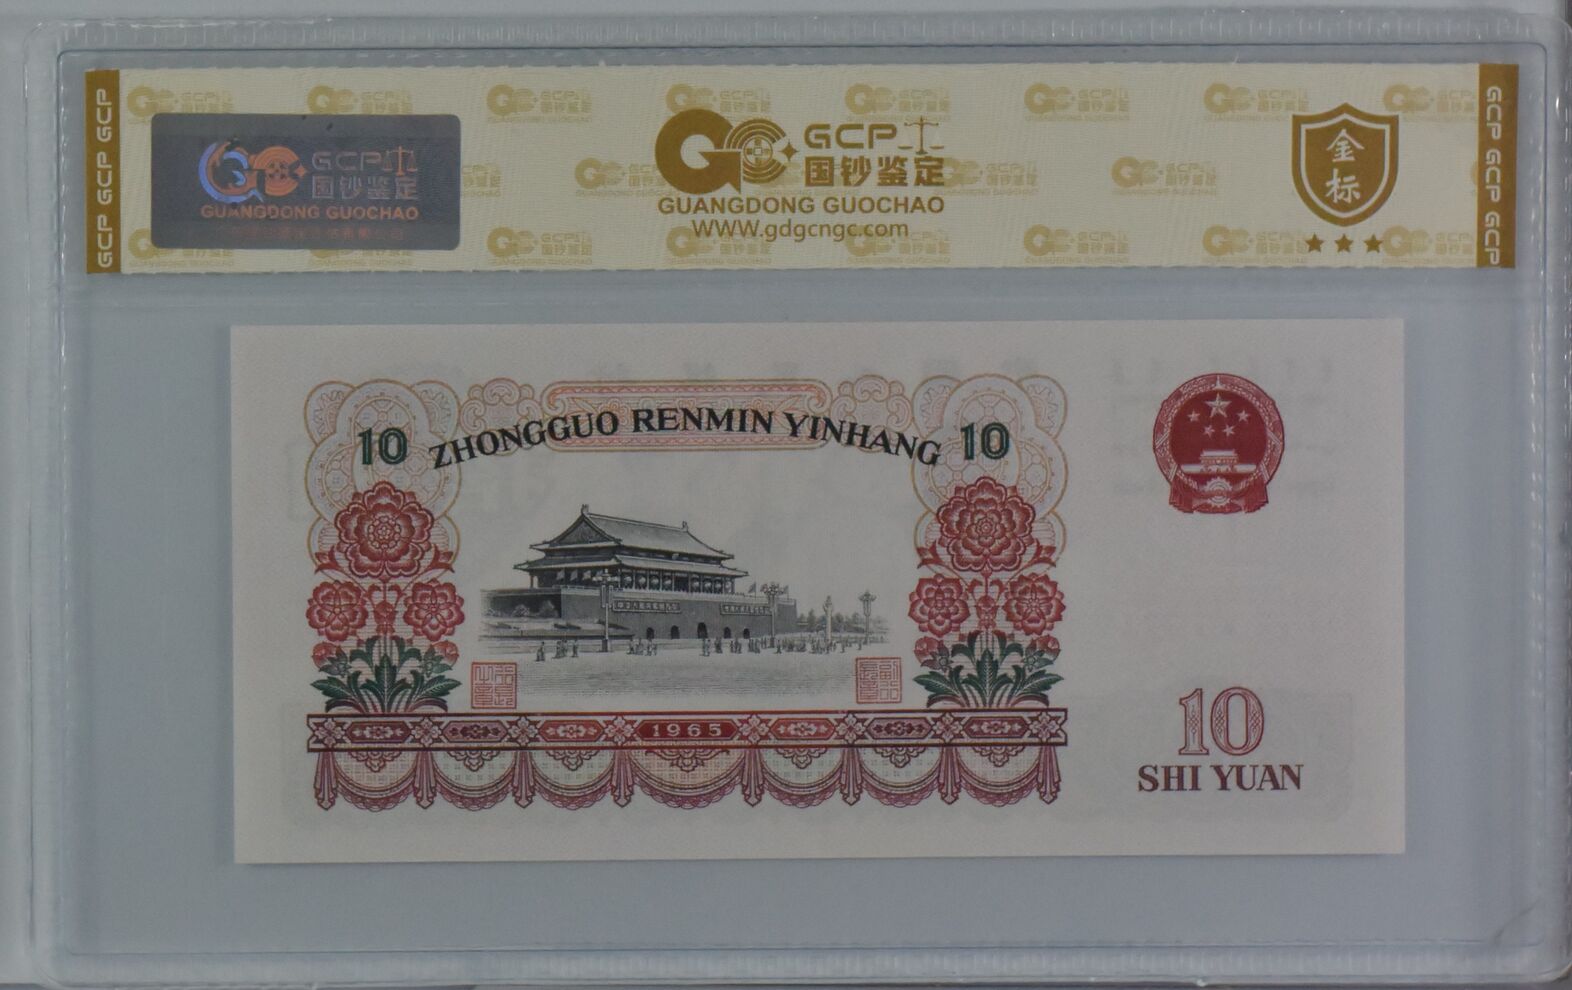 GCP GCP GCP
GCP
国钞鉴定
GUANGDONG GUOCHAO
GCP
国钞鉴定
GUANGDONG GUOCHAO
WWW.gdgcngc.com
金标
GCP GCP GCP
10 ZHONGGUO RENMIN YINHANG 10
1965
10
SHI YUAN